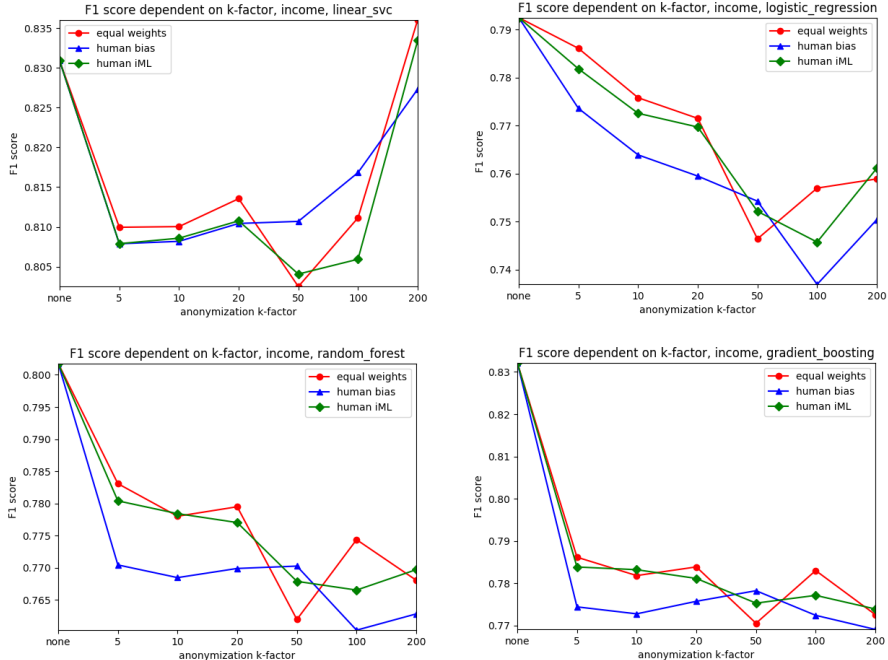 F1 score dependent on k-factor, income, linear_svc
0.835
0.830
0.825
0.820
0.815
0.810
0.805
F1 score
equal weights
human bias
human iML
none 5 10 20 50 100 200
anonymization k-factor
F1 score dependent on k-factor, income, logistic_regression
0.79
0.78
0.77
0.76
0.75
0.74
F1 score
equal weights
human bias
human iML
none 5 10 20 50 100 200
anonymization k-factor
F1 score dependent on k-factor, income, random_forest
0.800
0.795
0.790
0.785
0.780
0.775
0.770
0.765
F1 score
equal weights
human bias
human iML
none 5 10 20 50 100 200
anonymization k-factor
F1 score dependent on k-factor, income, gradient_boosting
0.83
0.82
0.81
0.80
0.79
0.78
0.77
F1 score
equal weights
human bias
human iML
none 5 10 20 50 100 200
anonymization k-factor